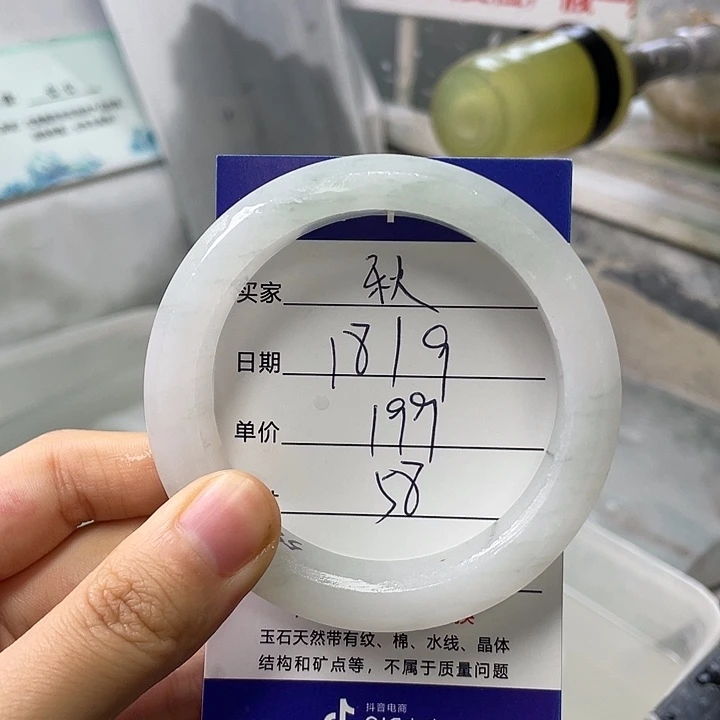 买家 秋
日期 1819
单价 199
58
玉石天然带有纹、棉、水线、晶体
结构和矿点等，不属于质量问题
抖音电商